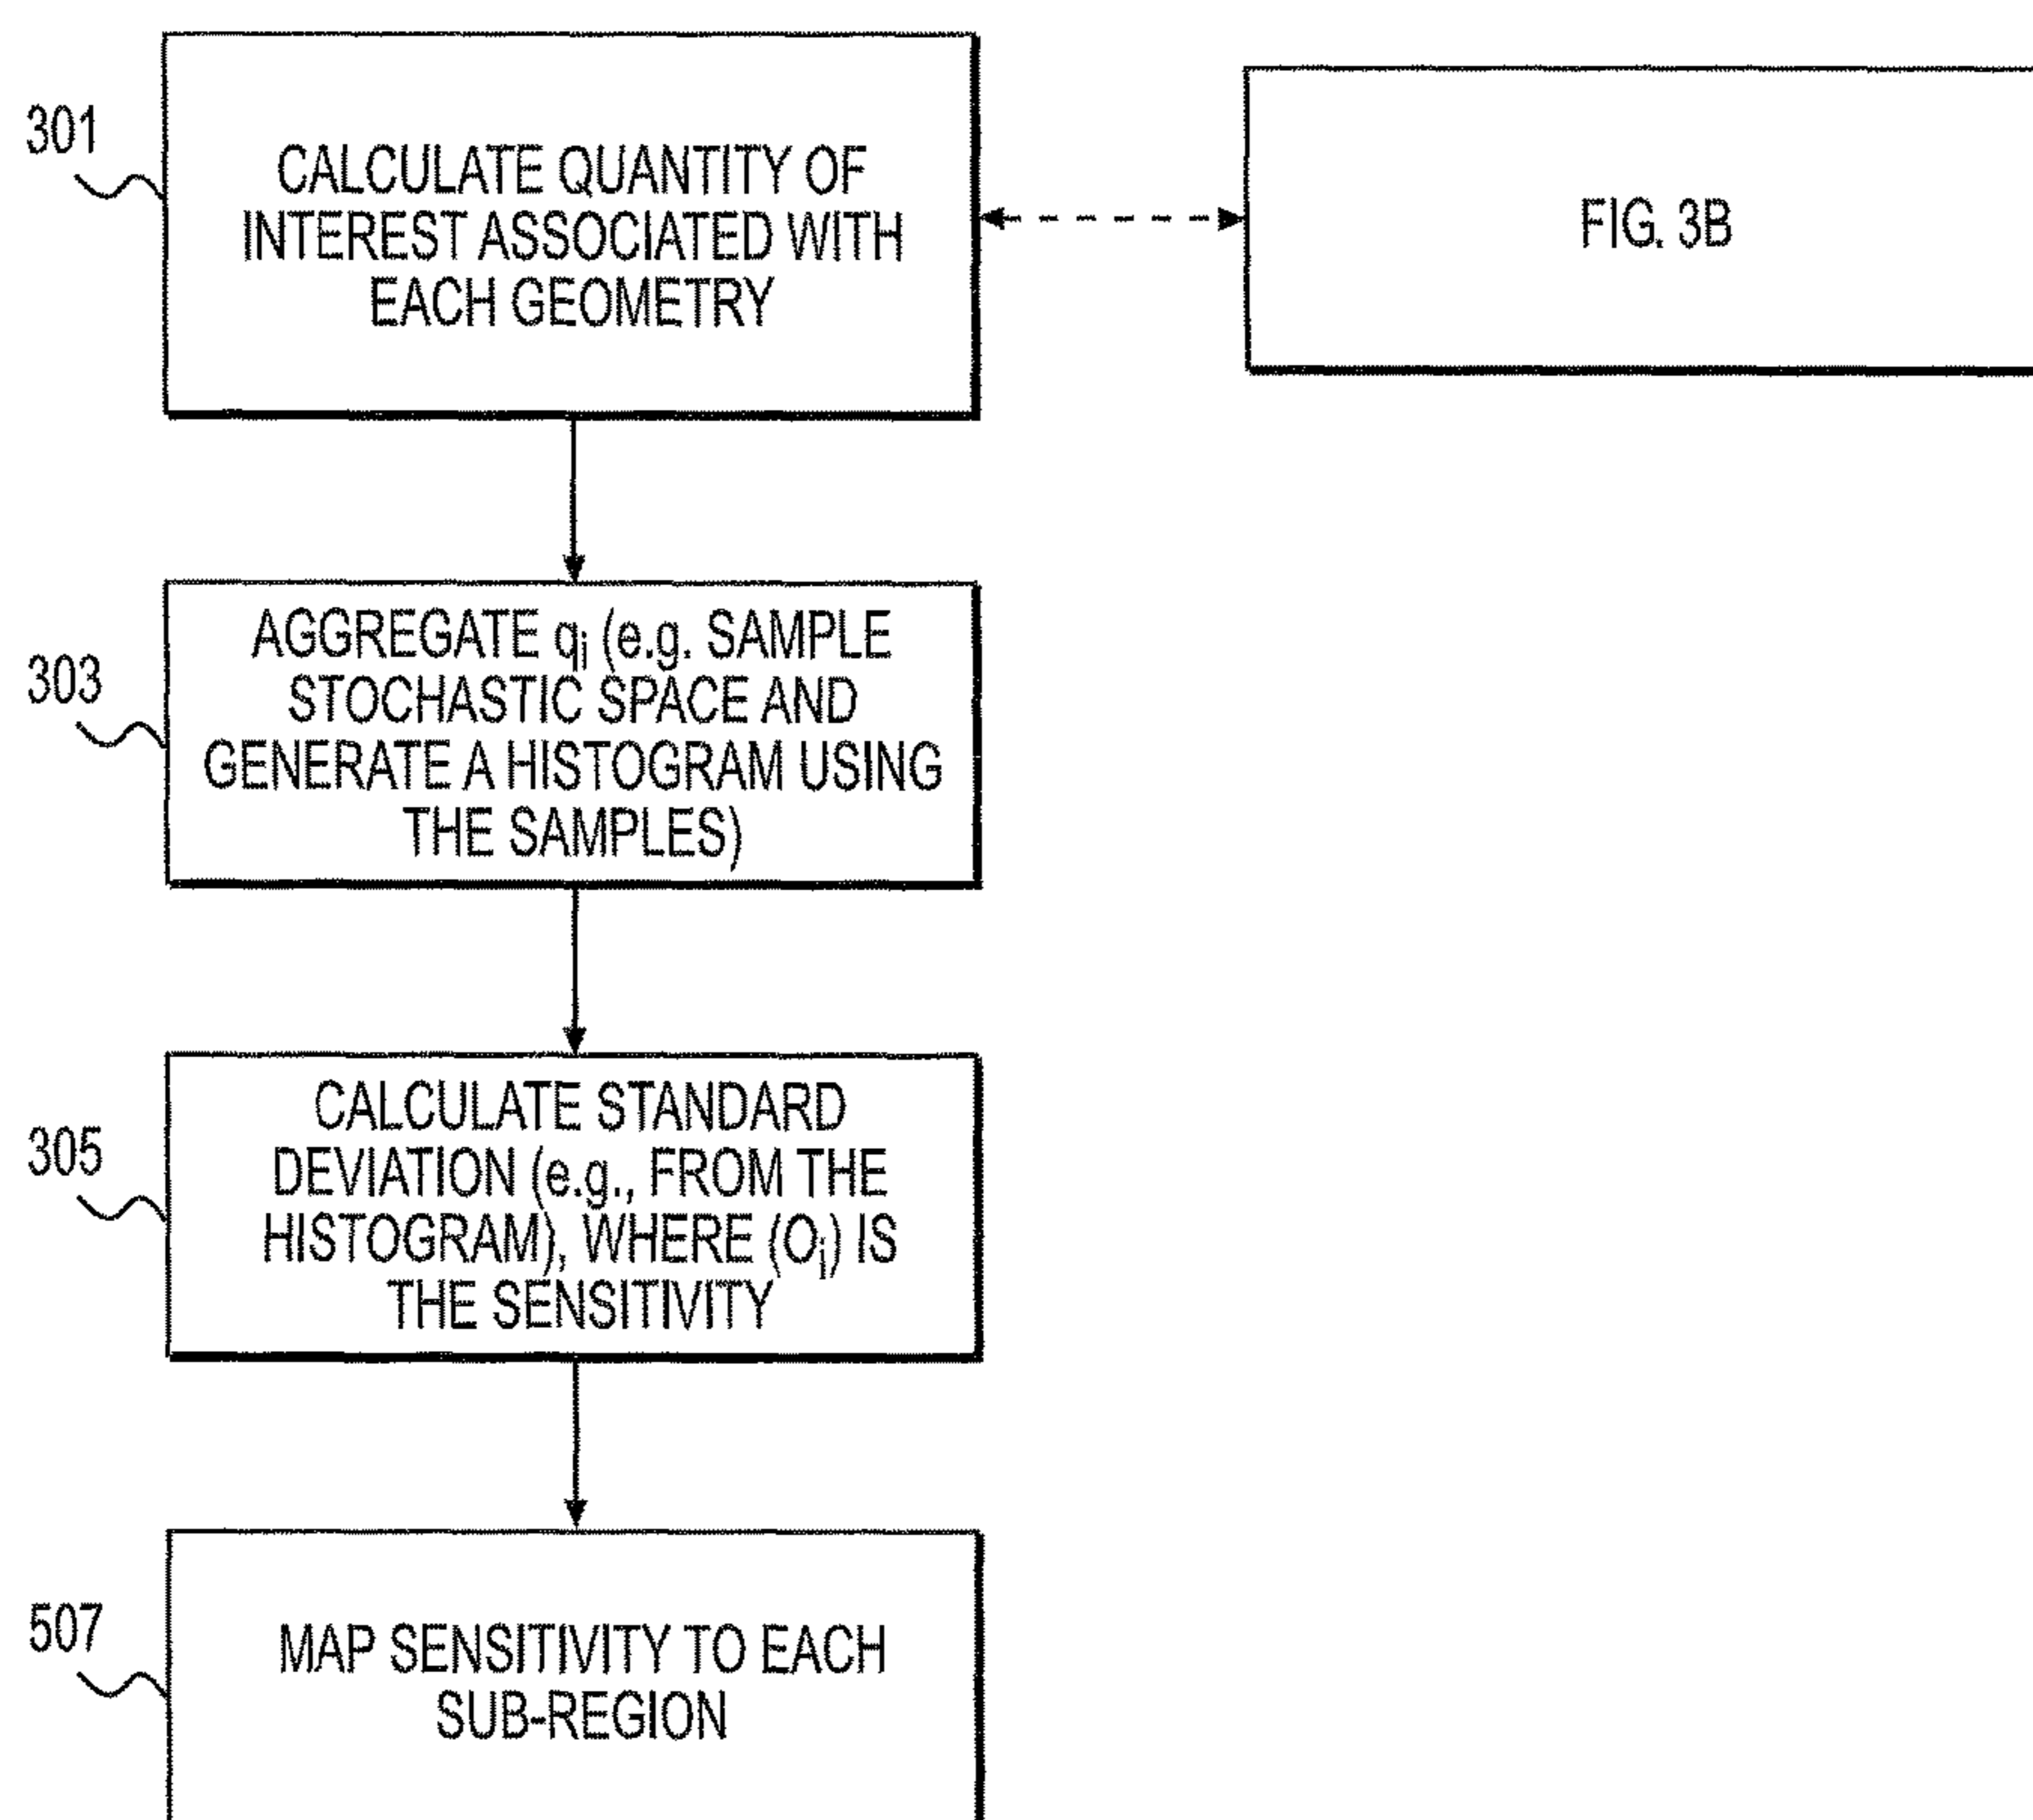 301
CALCULATE QUANTITY OF
INTEREST ASSOCIATED WITH
EACH GEOMETRY
FIG. 3B
303
AGGREGATE qi (e.g. SAMPLE
STOCHASTIC SPACE AND
GENERATE A HISTOGRAM USING
THE SAMPLES)
305
CALCULATE STANDARD
DEVIATION (e.g., FROM THE
HISTOGRAM), WHERE (Oi) IS
THE SENSITIVITY
507
MAP SENSITIVITY TO EACH
SUB-REGION